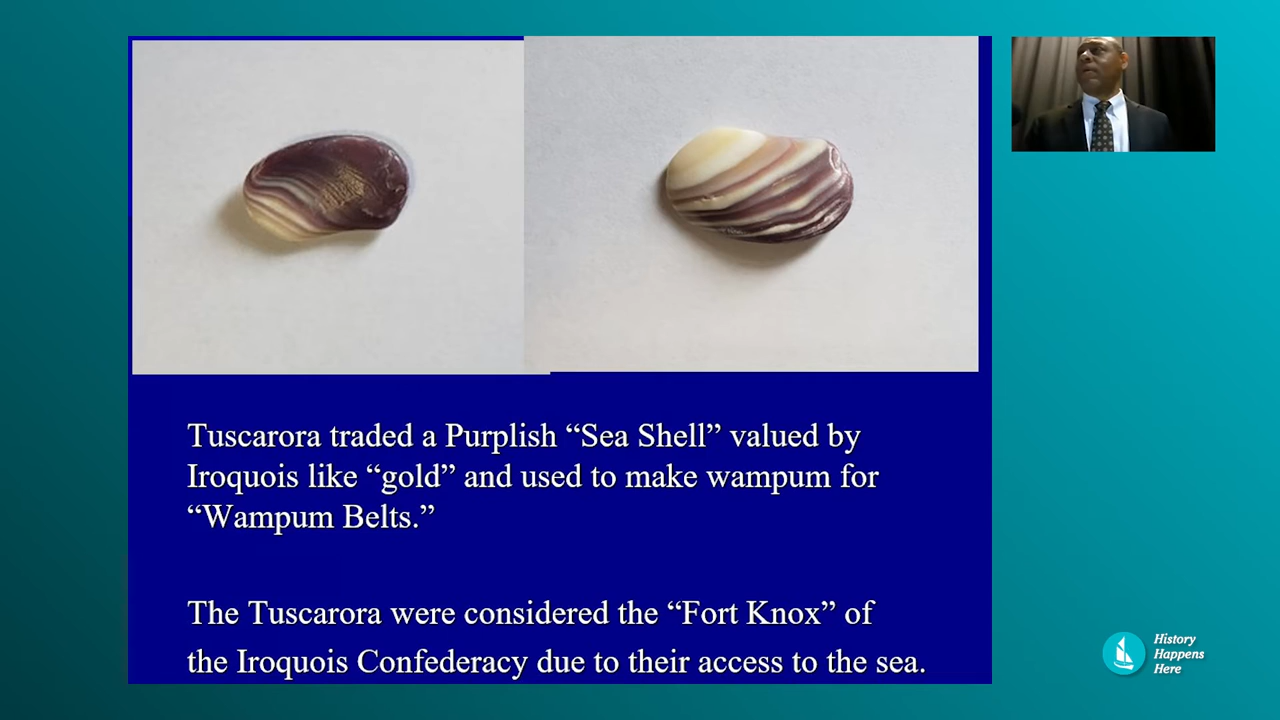 Tuscarora traded a Purplish “Sea Shell” valued by
Iroquois like “gold” and used to make wampum for
“Wampum Belts.”
The Tuscarora were considered the “Fort Knox” of
the Iroquois Confederacy due to their access to the sea.
History
Happens
Here